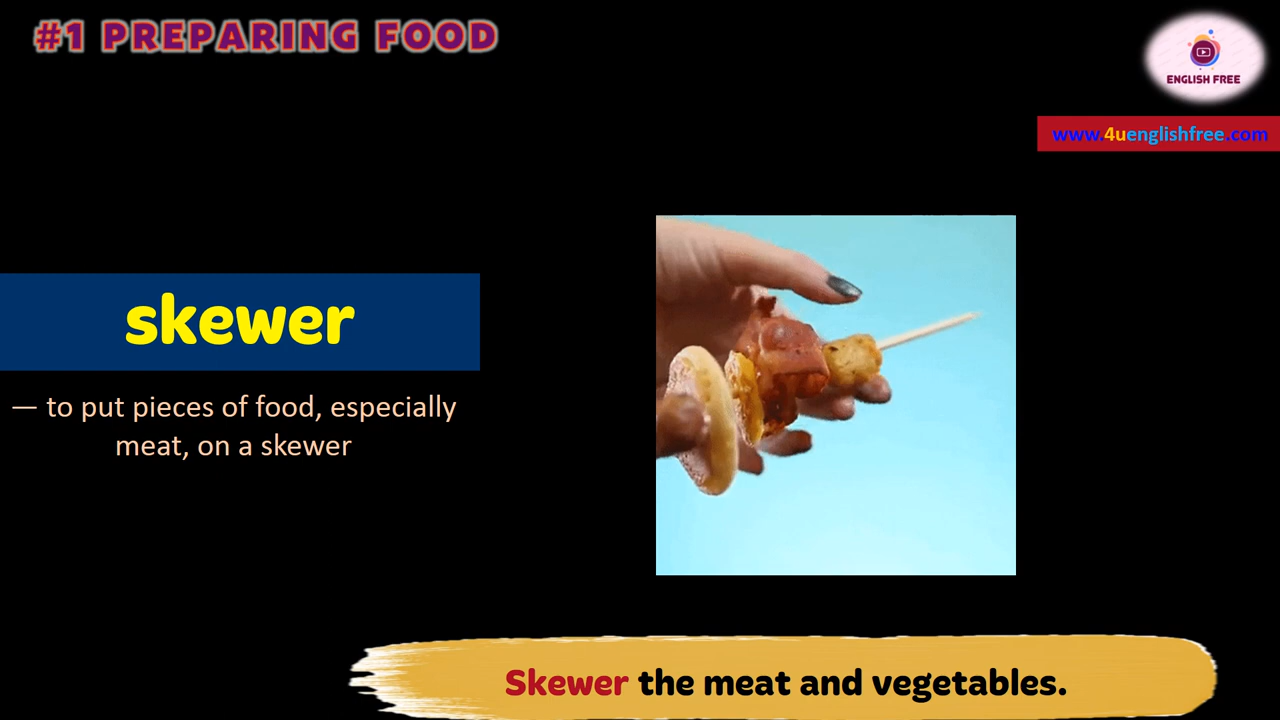 #1 PREPARING FOOD
ENGLISH FREE
www.4uenglishfree.com
skewer
— to put pieces of food, especially
meat, on a skewer
Skewer the meat and vegetables.